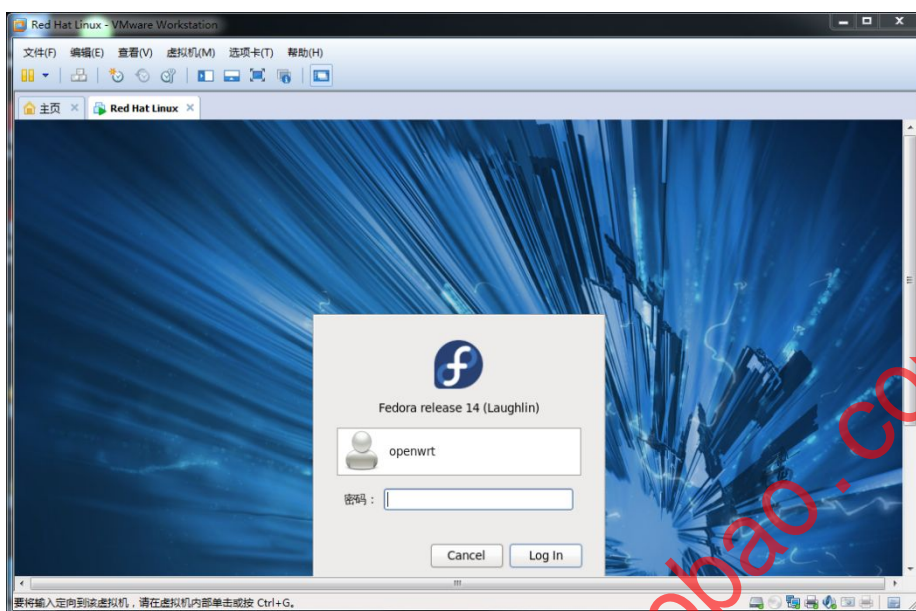 Red Hat Linux - VMware Workstation
文件(F) 编辑(E) 查看(V) 虚拟机(M) 选项卡(T) 帮助(H)
主页 Red Hat Linux
Fedora release 14 (Laughlin)
openwrt
密码：
Cancel Log In
要将输入定向到该虚拟机，请在虚拟机内部单击或按 Ctrl+G。
obao.co